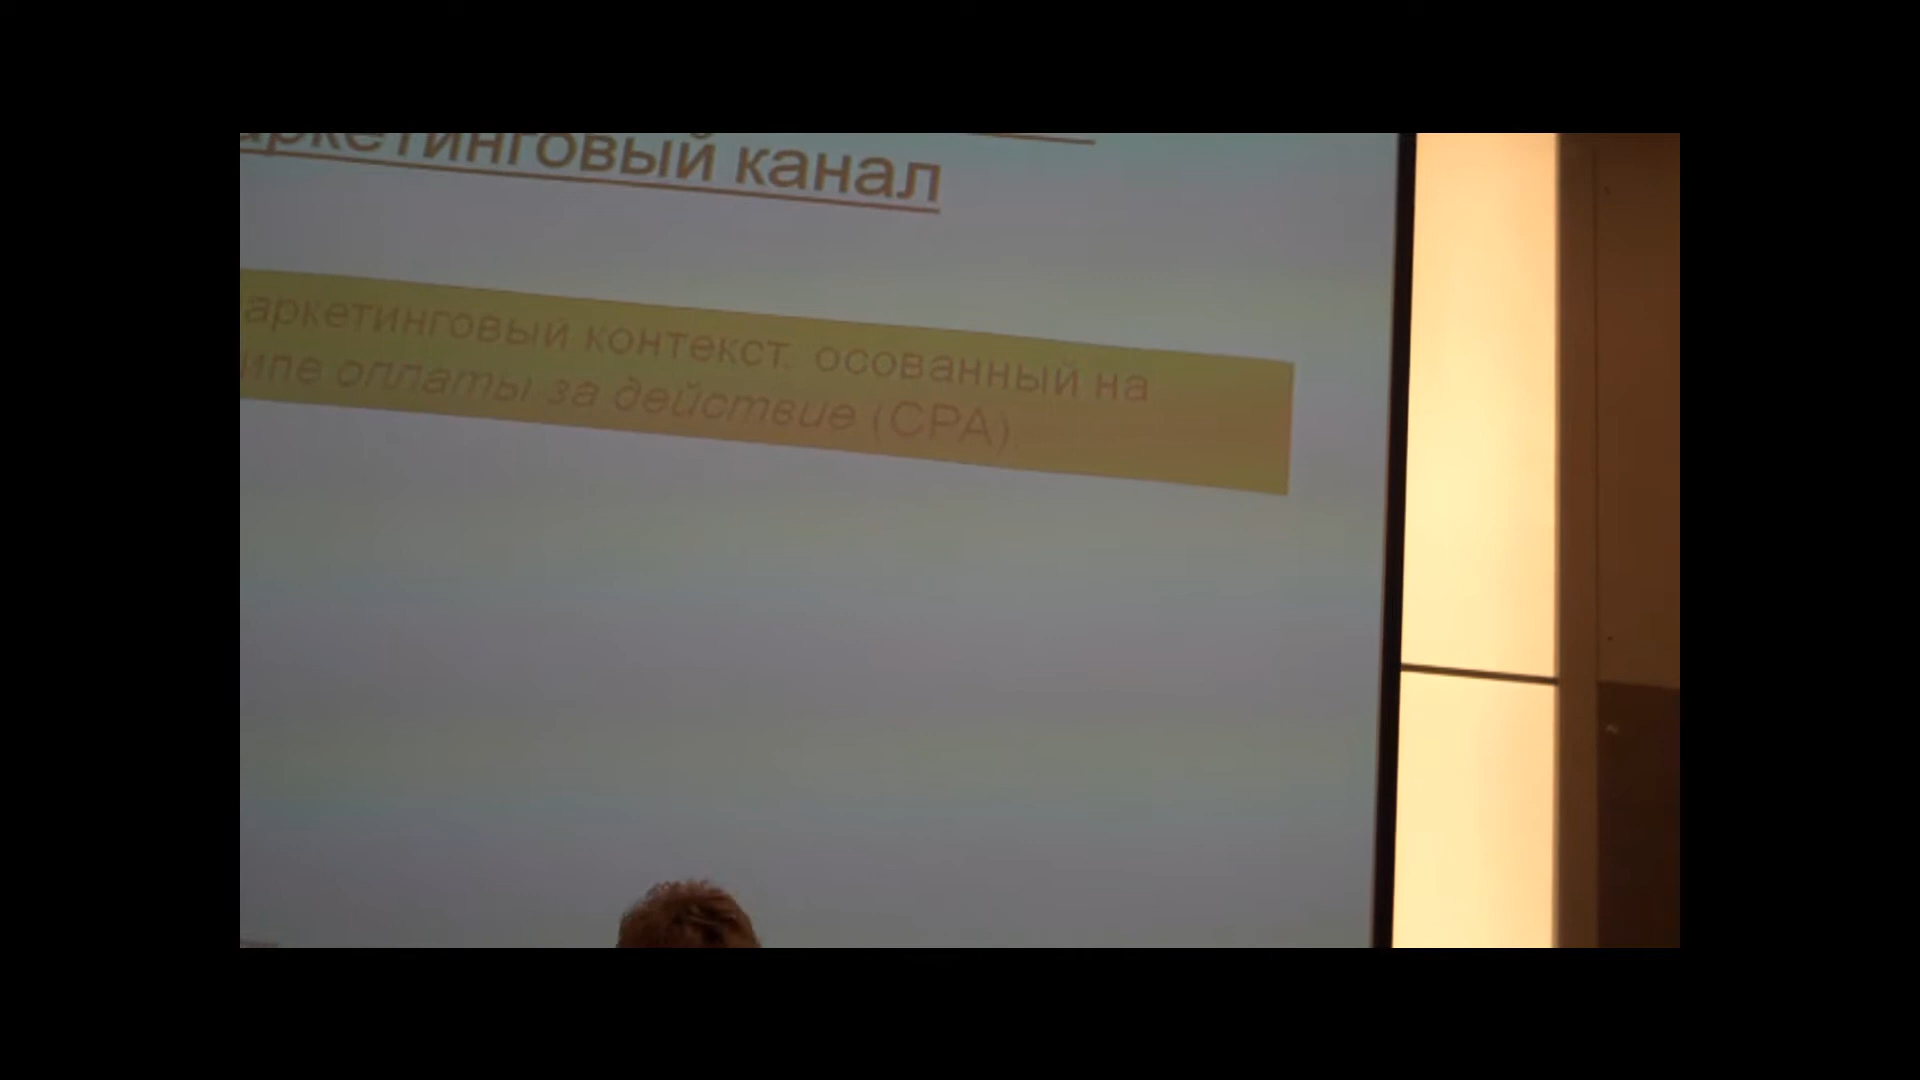 аркетинговый канал
аркетинговый контекст, осованный на
ипе оплаты за действие (CPA)